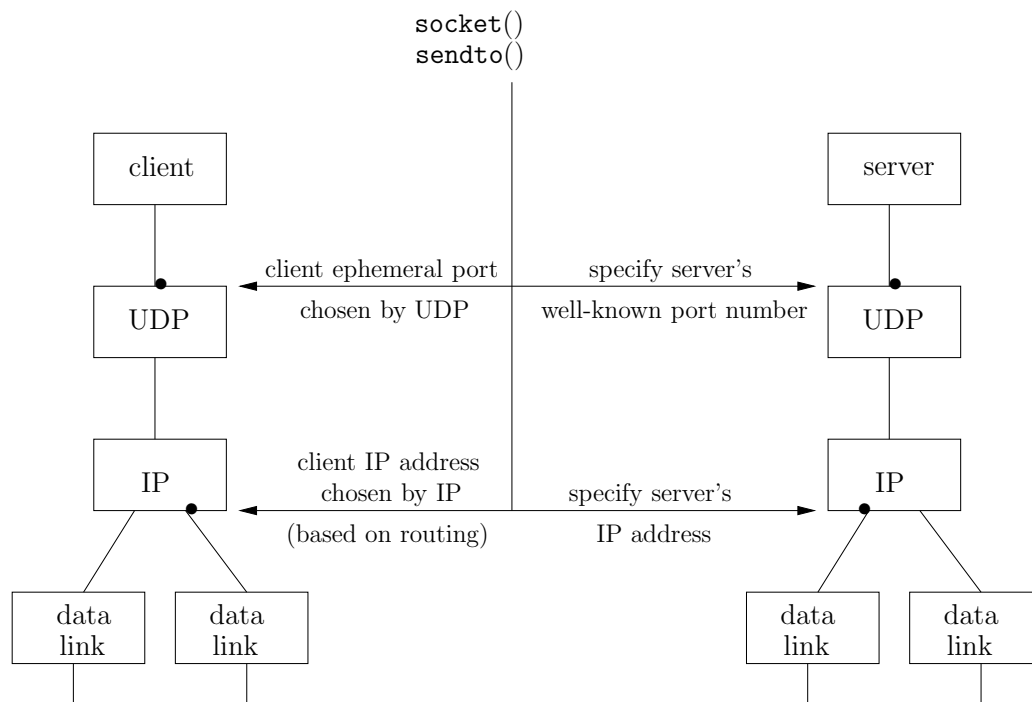 socket()
sendto()
client
server
client ephemeral port
chosen by UDP
specify server's
well-known port number
UDP
UDP
client IP address
chosen by IP
(based on routing)
specify server's
IP address
IP
IP
data
link
data
link
data
link
data
link